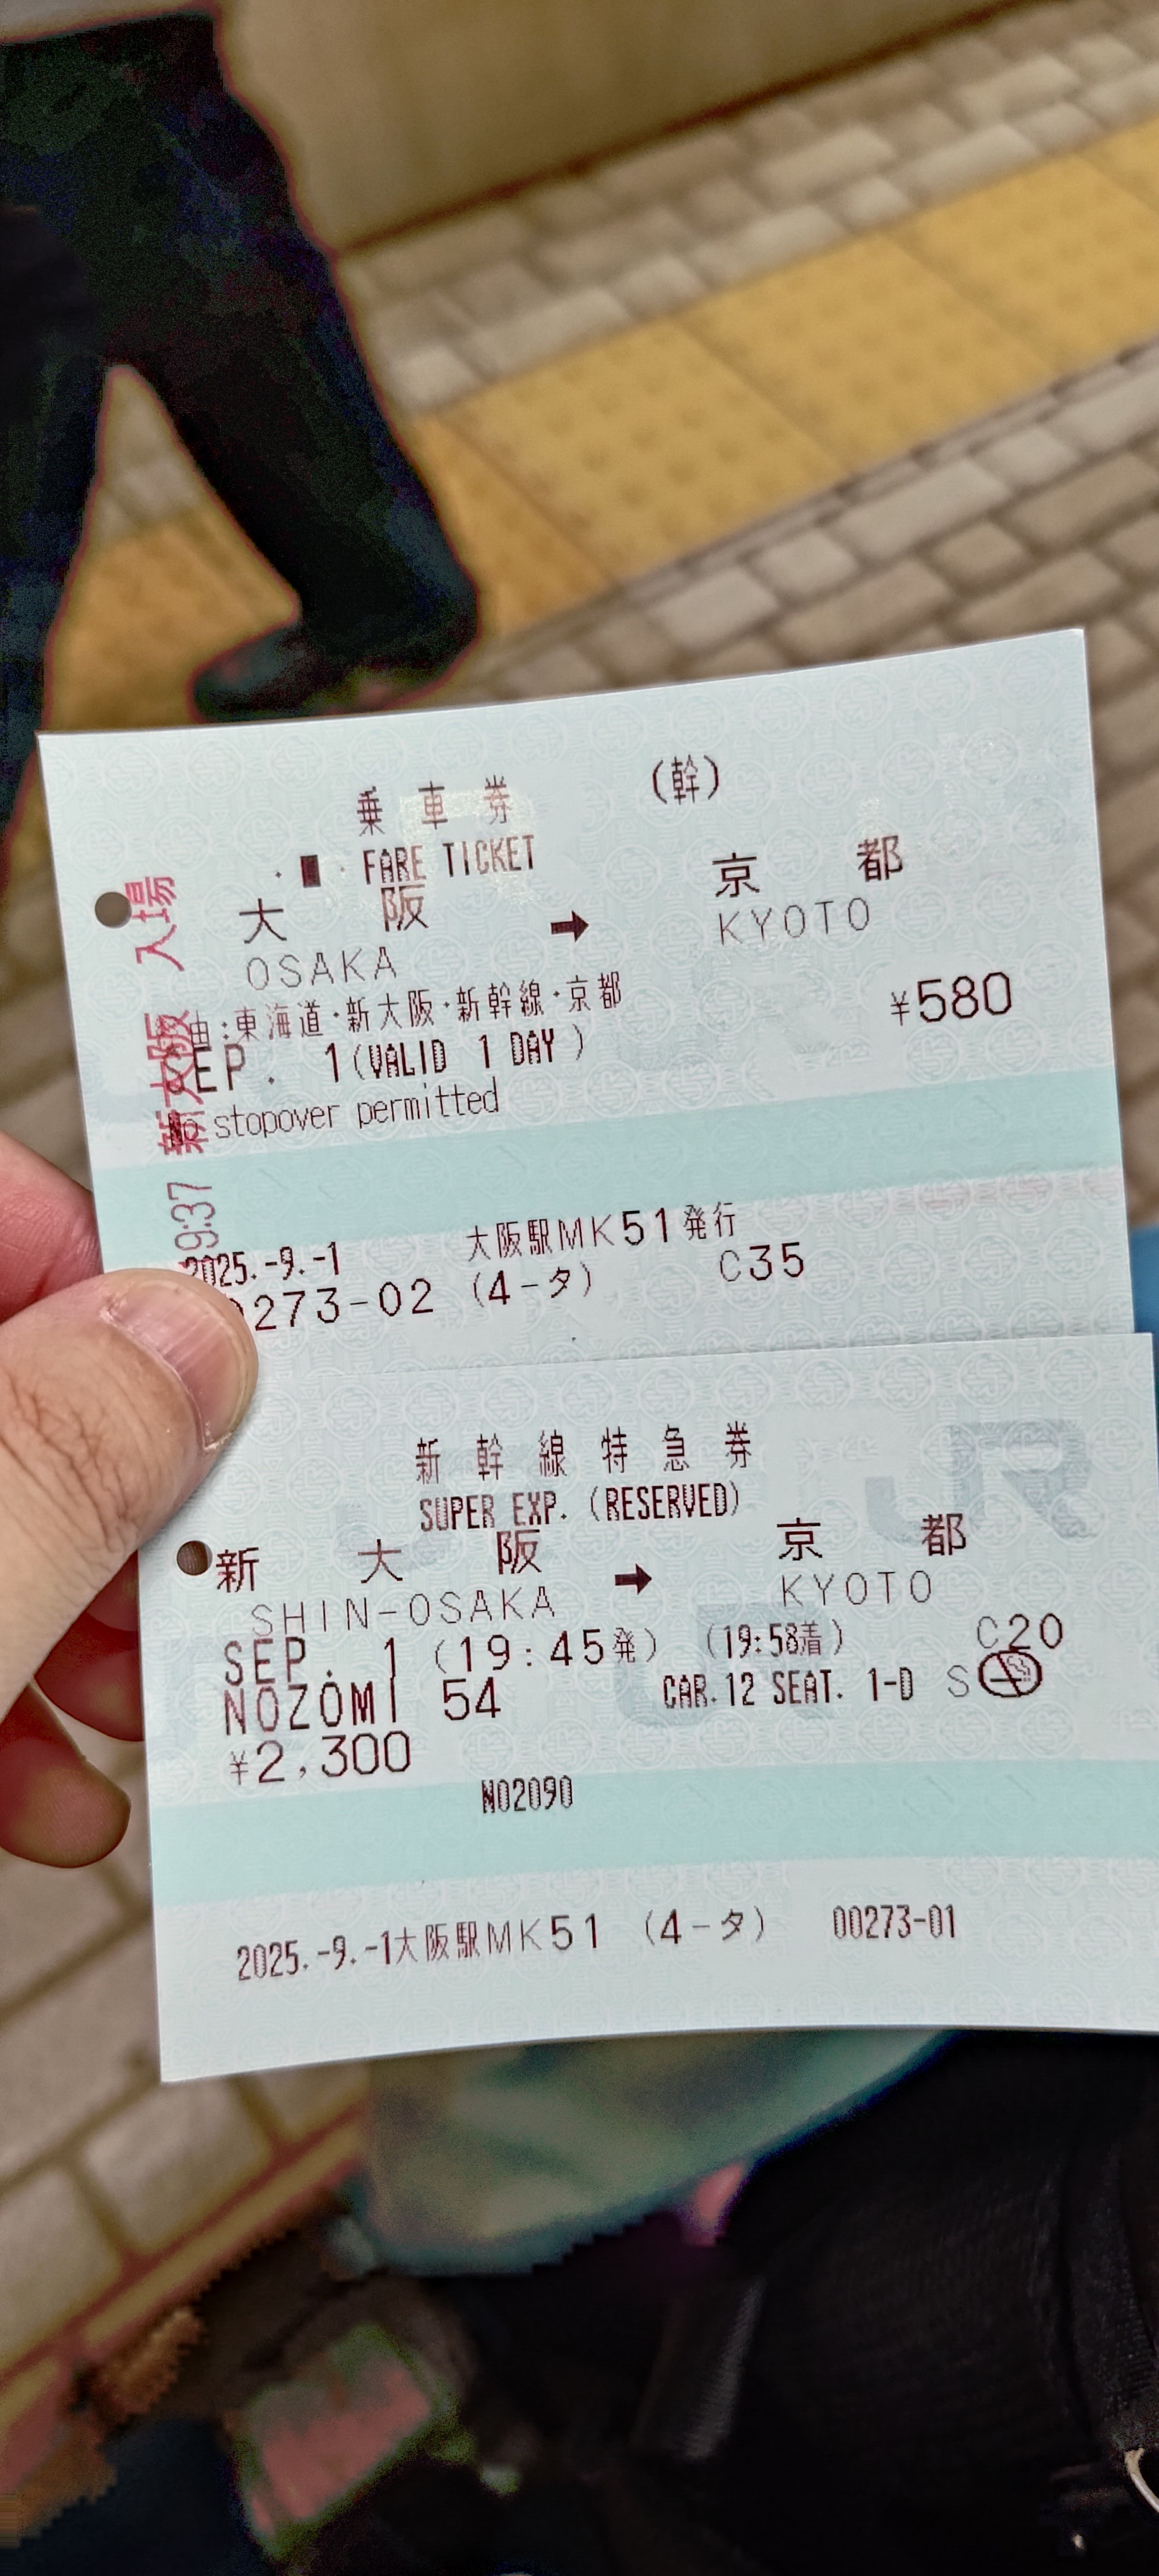 乗車券 (幹)
FARE TICKET
大阪 → 京都
OSAKA KYOTO
由:東海道・新大阪・新幹線・京都 ¥580
EP. 1(VALID 1 DAY )
stopover permitted
2025.-9.-1 大阪駅MK51発行
273-02 (4-タ) C35
入場 新大阪 9:37
新幹線特急券
SUPER EXP. (RESERVED)
新大阪 → 京都
SHIN-OSAKA KYOTO
SEP. 1 (19:45発) (19:58着) C20
NOZOMI 54 CAR.12 SEAT. 1-D S
¥2,300
N02090
2025.-9.-1大阪駅MK51 (4-タ) 00273-01
JR